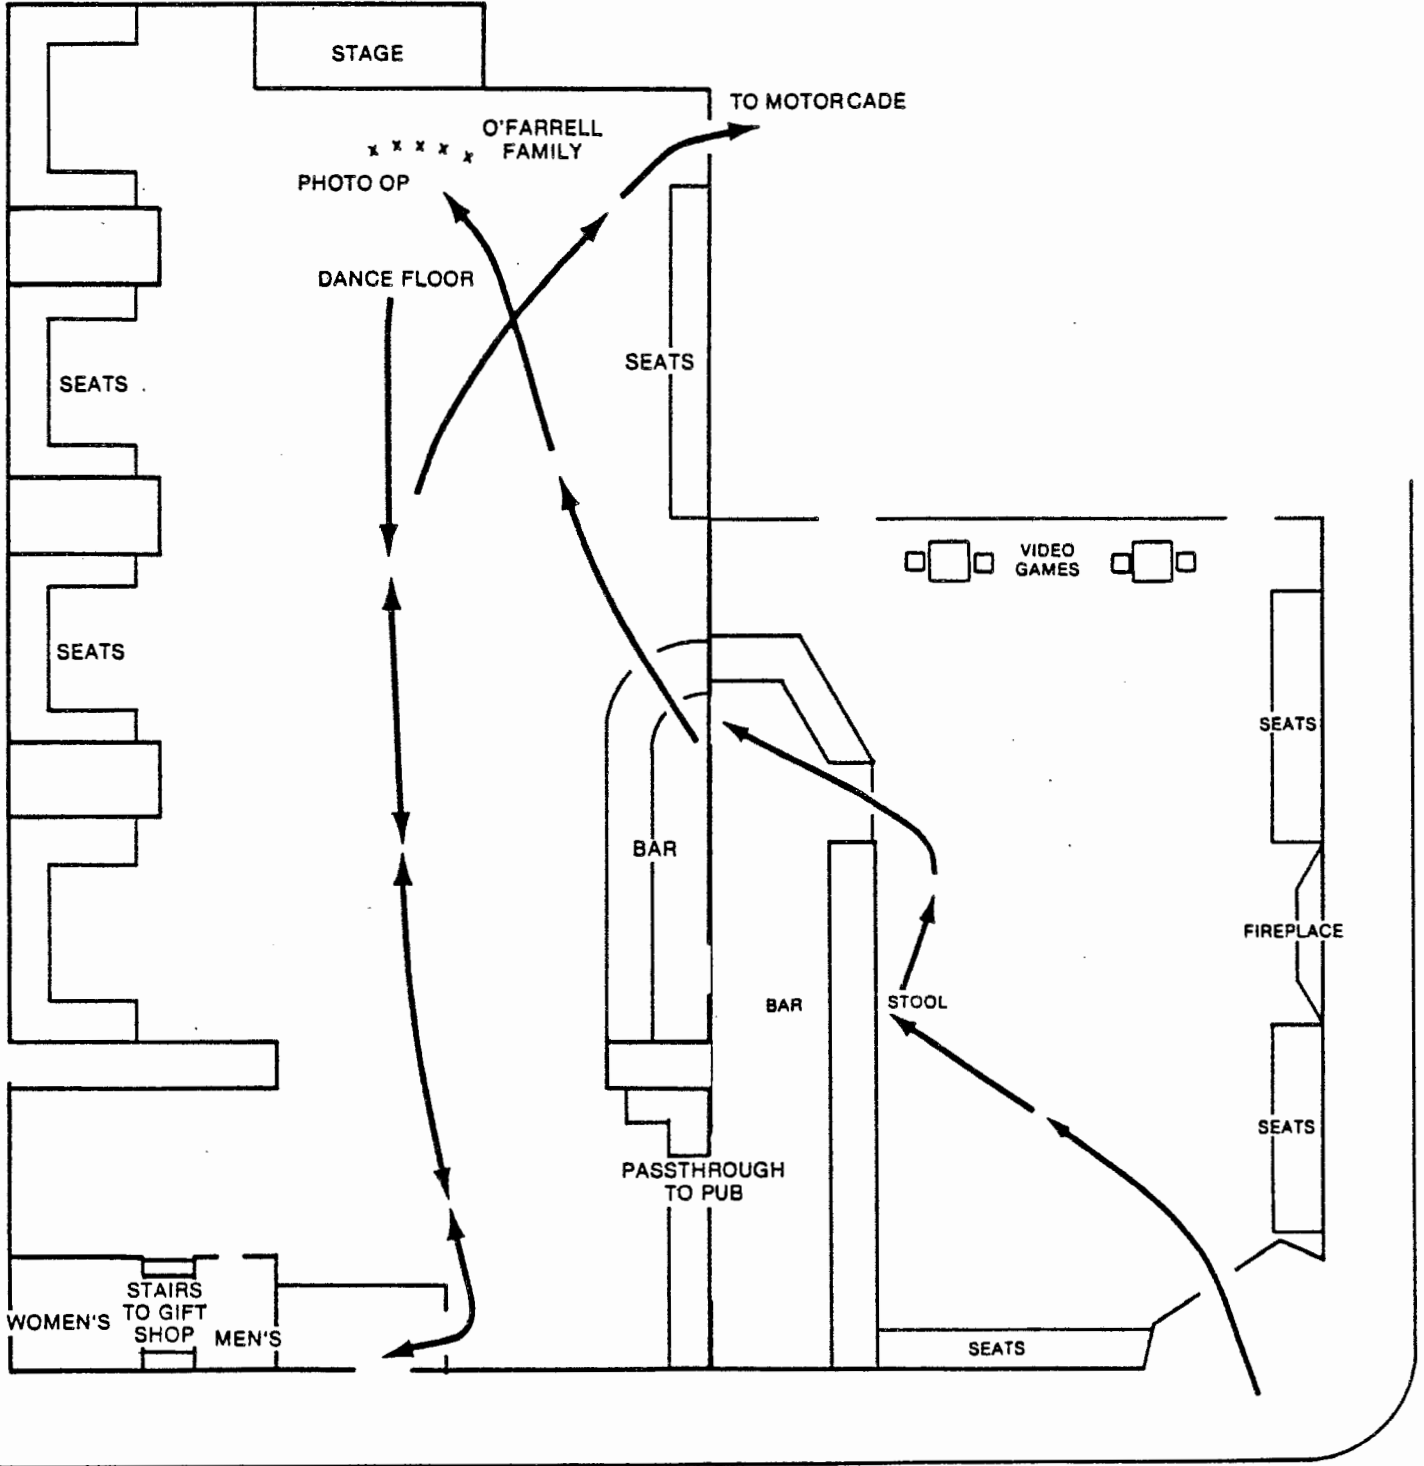 STAGE
TO MOTORCADE
O'FARRELL
FAMILY
x x x x x
PHOTO OP
DANCE FLOOR
SEATS
SEATS
VIDEO
GAMES
SEATS
SEATS
BAR
FIREPLACE
BAR
STOOL
SEATS
PASSTHROUGH
TO PUB
STAIRS
TO GIFT
SHOP
WOMEN'S
MEN'S
SEATS